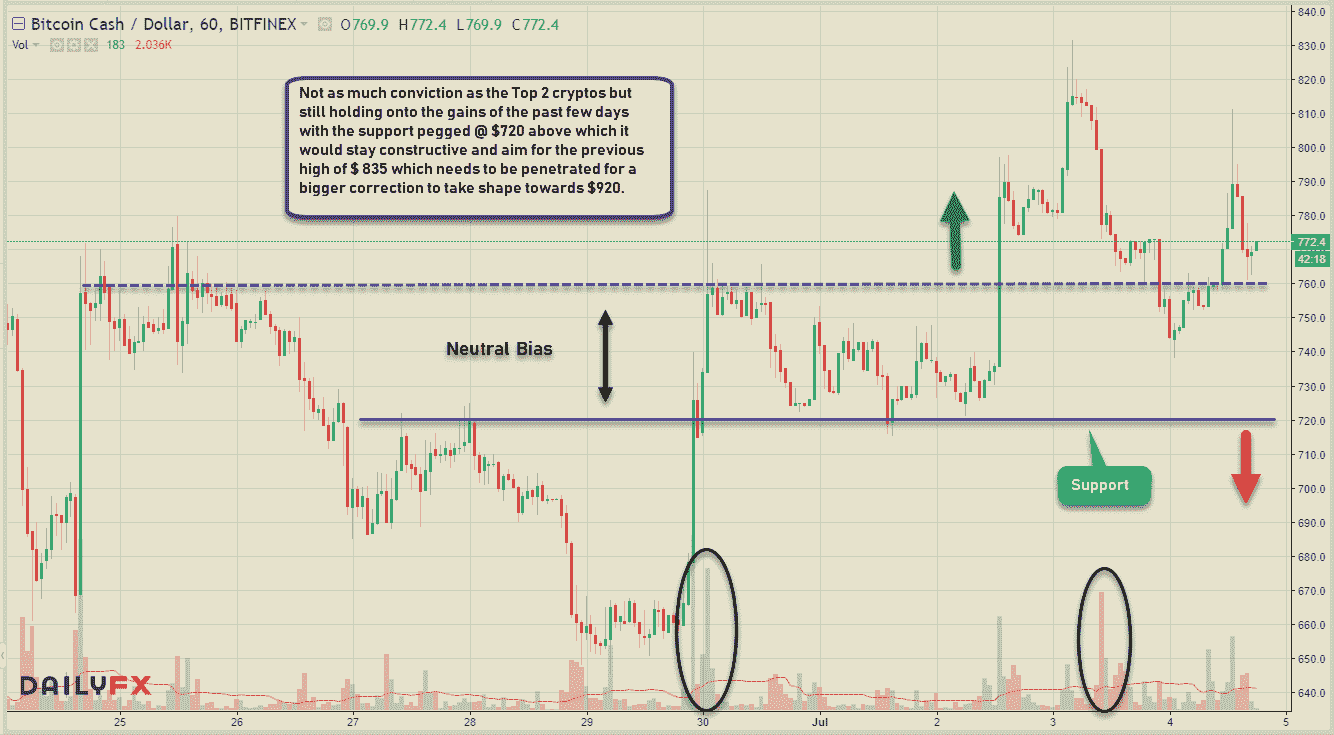 Bitcoin Cash / Dollar, 60, BITFINEX O769.9 H772.4 L769.9 C772.4
Vol 183 2.036K
Not as much conviction as the Top 2 cryptos but
still holding onto the gains of the past few days
with the support pegged @ $720 above which it
would stay constructive and aim for the previous
high of $ 835 which needs to be penetrated for a
bigger correction to take shape towards $920.
Neutral Bias
Support
840.0
830.0
820.0
810.0
800.0
790.0
780.0
772.4
42:18
760.0
750.0
740.0
730.0
720.0
710.0
700.0
690.0
680.0
670.0
660.0
650.0
640.0
DAILYFX
25 26 27 28 29 30 Jul 2 3 4 5